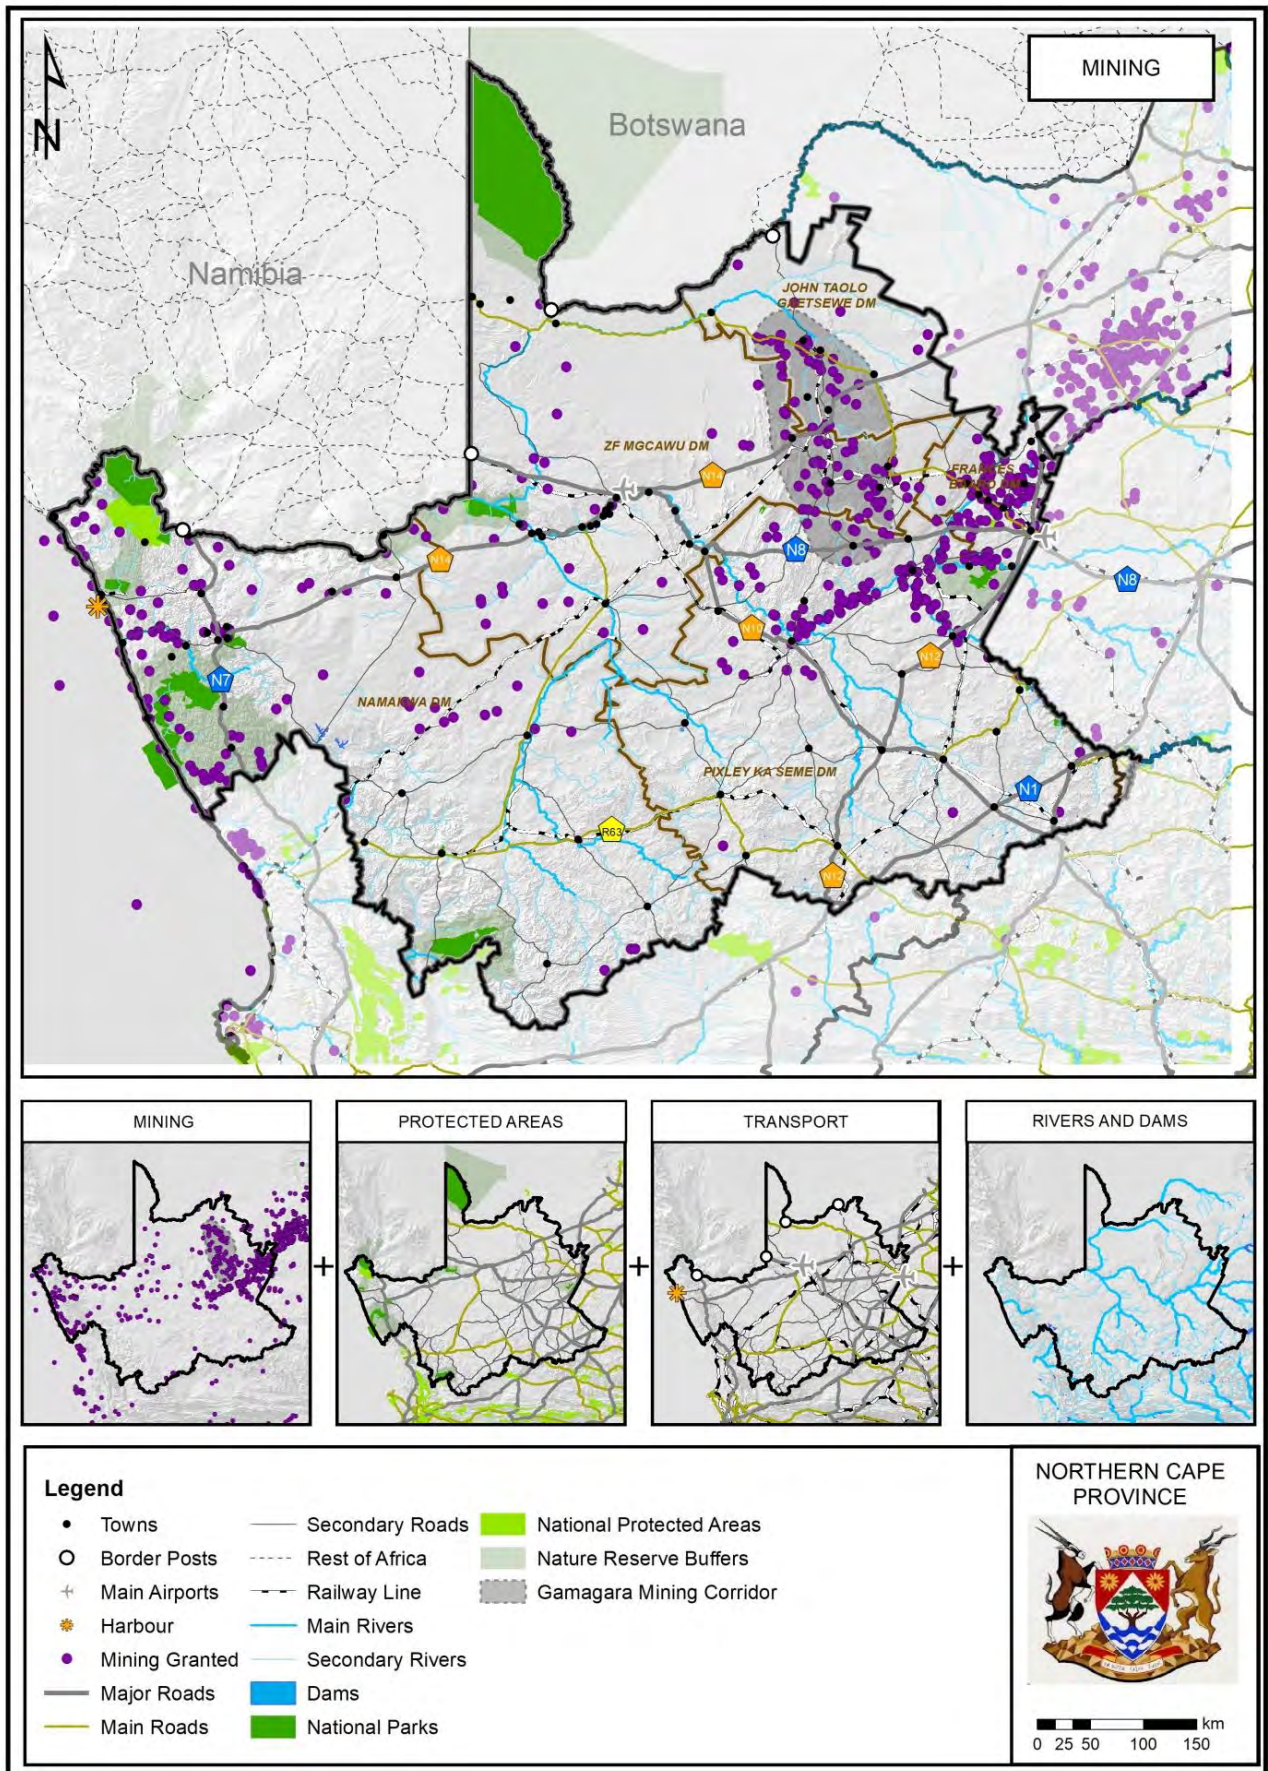 MINING
Botswana
Namibia
JOHN TAOLO
GAETSEWE DM
ZF MGCAWU DM
N14
FRANCES
BAARD DM
N14
N8
N8
N10
N12
N7
NAMAKWA DM
PIXLEY KA SEME DM
N1
R63
N12
MINING
PROTECTED AREAS
TRANSPORT
RIVERS AND DAMS
+
+
+
Legend
Towns
Border Posts
Main Airports
Harbour
Mining Granted
Major Roads
Main Roads
Secondary Roads
Rest of Africa
Railway Line
Main Rivers
Secondary Rivers
Dams
National Parks
National Protected Areas
Nature Reserve Buffers
Gamagara Mining Corridor
NORTHERN CAPE
PROVINCE
km
0 25 50 100 150
N